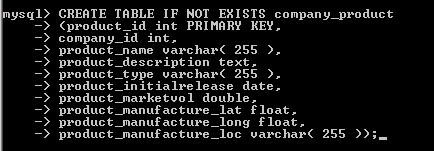 mysql> CREATE TABLE IF NOT EXISTS company_product
-> (product_id int PRIMARY KEY,
-> company_id int,
-> product_name varchar( 255 ),
-> product_description text,
-> product_type varchar( 255 ),
-> product_initialrelease date,
-> product_marketvol double,
-> product_manufacture_lat float,
-> product_manufacture_long float,
-> product_manufacture_loc varchar( 255 ));_